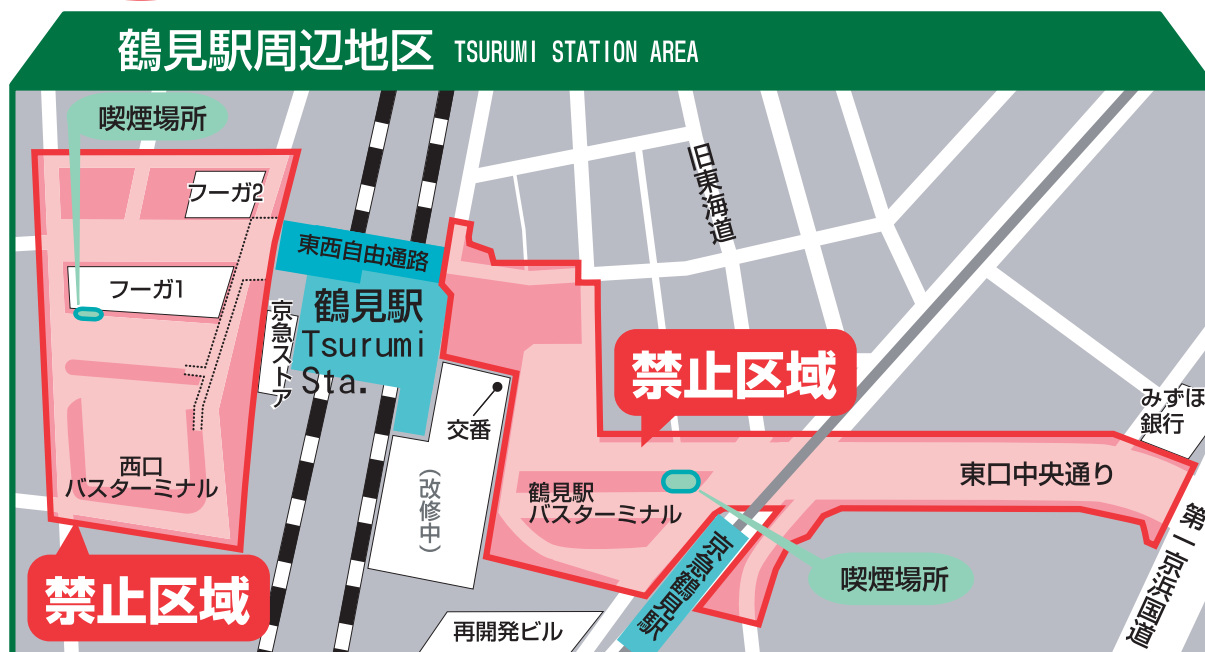 鶴見駅周辺地区 TSURUMI STATION AREA
喫煙場所
フーガ2
旧東海道
東西自由通路
フーガ1
鶴見駅
Tsurumi
Sta.
京急ストア
禁止区域
みずほ
銀行
交番
西口
バスターミナル
(改修中)
鶴見駅
バスターミナル
東口中央通り
第一京浜国道
京急鶴見駅
喫煙場所
禁止区域
再開発ビル